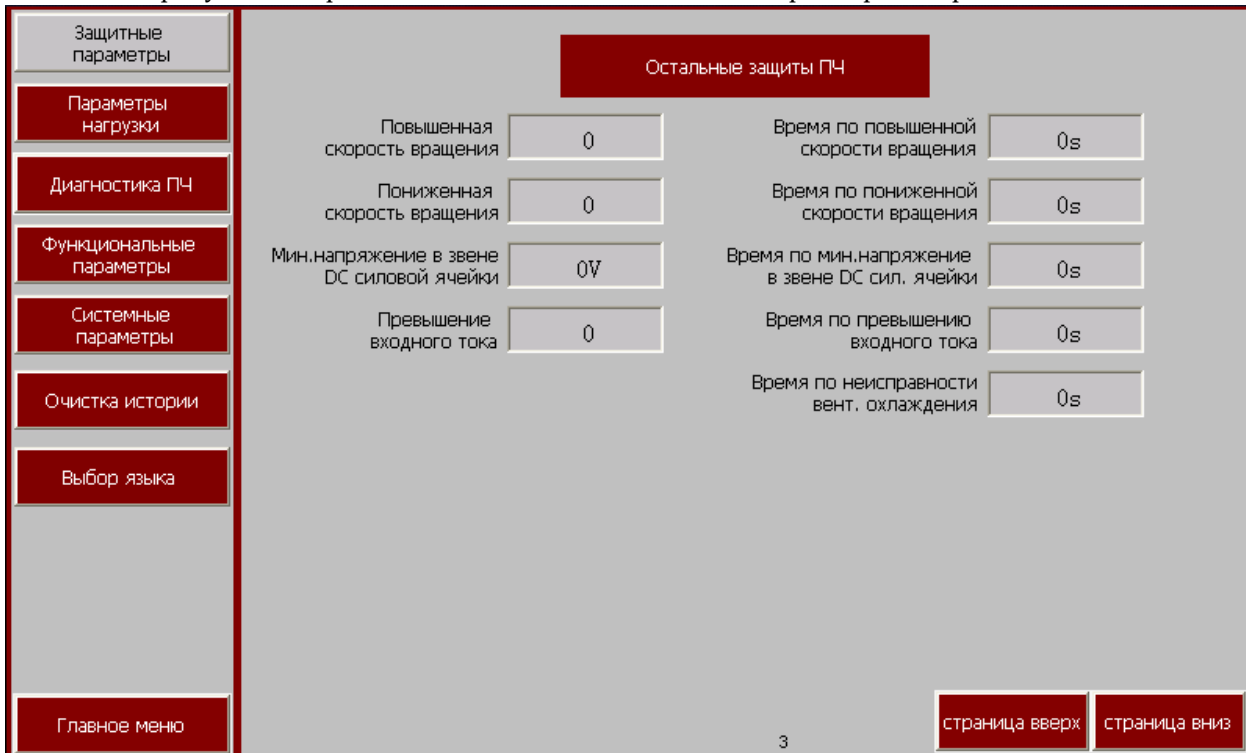 Защитные
параметры
Параметры
нагрузки
Диагностика ПЧ
Функциональные
параметры
Системные
параметры
Очистка истории
Выбор языка
Главное меню
Остальные защиты ПЧ
Повышенная
скорость вращения
0
Время по повышенной
скорости вращения
0s
Пониженная
скорость вращения
0
Время по пониженной
скорости вращения
0s
Мин.напряжение в звене
DC силовой ячейки
0V
Время по мин.напряжение
в звене DC сил. ячейки
0s
Превышение
входного тока
0
Время по превышению
входного тока
0s
Время по неисправности
вент. охлаждения
0s
3
страница вверх
страница вниз